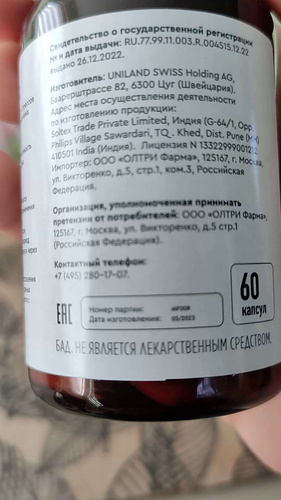 Свидетельство о государственной регистрации
№ и дата выдачи: RU.77.99.11.003.R.004515.12.22
выдано 26.12.2022.
Изготовитель: UNILAND SWISS Holding AG,
Баарерштрассе 82, 6300 Цуг (Швейцария).
Адрес места осуществления деятельности
по изготовлению продукции:
Soltex Trade Private Limited, Индия (G-64/1, Opp
Philips Village Sawardari, TQ. Khed, Dist. Pune (MH)
410501 India (Индия). Лицензия N
Импортер: ООО «ОЛТРИ Фарма», 125167, г. Москва,
ул. Викторенко, д.5, стр.1, ком.3, Российская
Федерация.
Организация, уполномоченная принимать
претензии от потребителей: ООО «ОЛТРИ Фарма»,
125167, г. Москва, ул. Викторенко, д.5 стр.1
(Российская Федерация).
Контактный телефон:
+7 (495) 280-17-07.
60
капсул
EAC
Номер партии: MP008
Дата изготовления: 05/2023
БАД. НЕ ЯВЛЯЕТСЯ ЛЕКАРСТВЕННЫМ СРЕДСТВОМ.